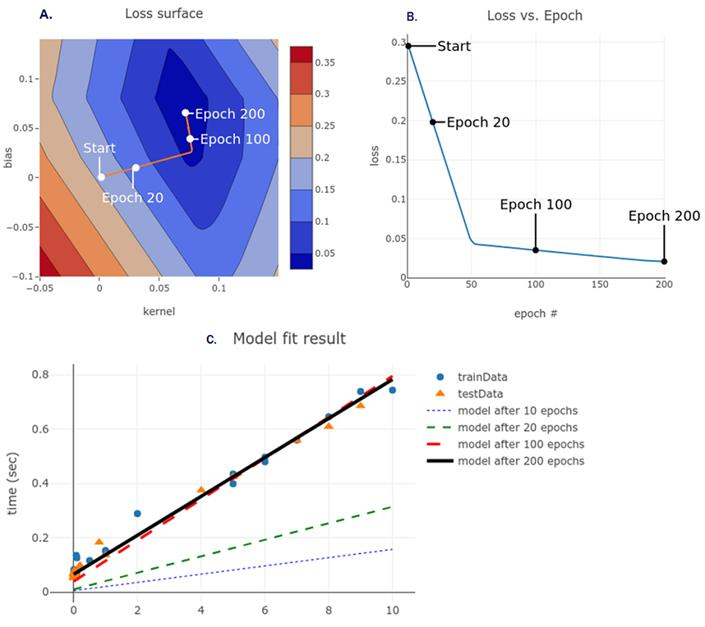 A. Loss surface
0.1
0.05
0
−0.05
−0.1
bias
−0.05
0
0.05
0.1
kernel
Start
Epoch 20
Epoch 100
Epoch 200
0.35
0.3
0.25
0.2
0.15
0.1
0.05
B. Loss vs. Epoch
0.3
0.25
0.2
0.15
0.1
0.05
0
loss
0
50
100
150
200
epoch #
Start
Epoch 20
Epoch 100
Epoch 200
C. Model fit result
0.8
0.6
0.4
0.2
0
time (sec)
0
2
4
6
8
10
trainData
testData
model after 10 epochs
model after 20 epochs
model after 100 epochs
model after 200 epochs